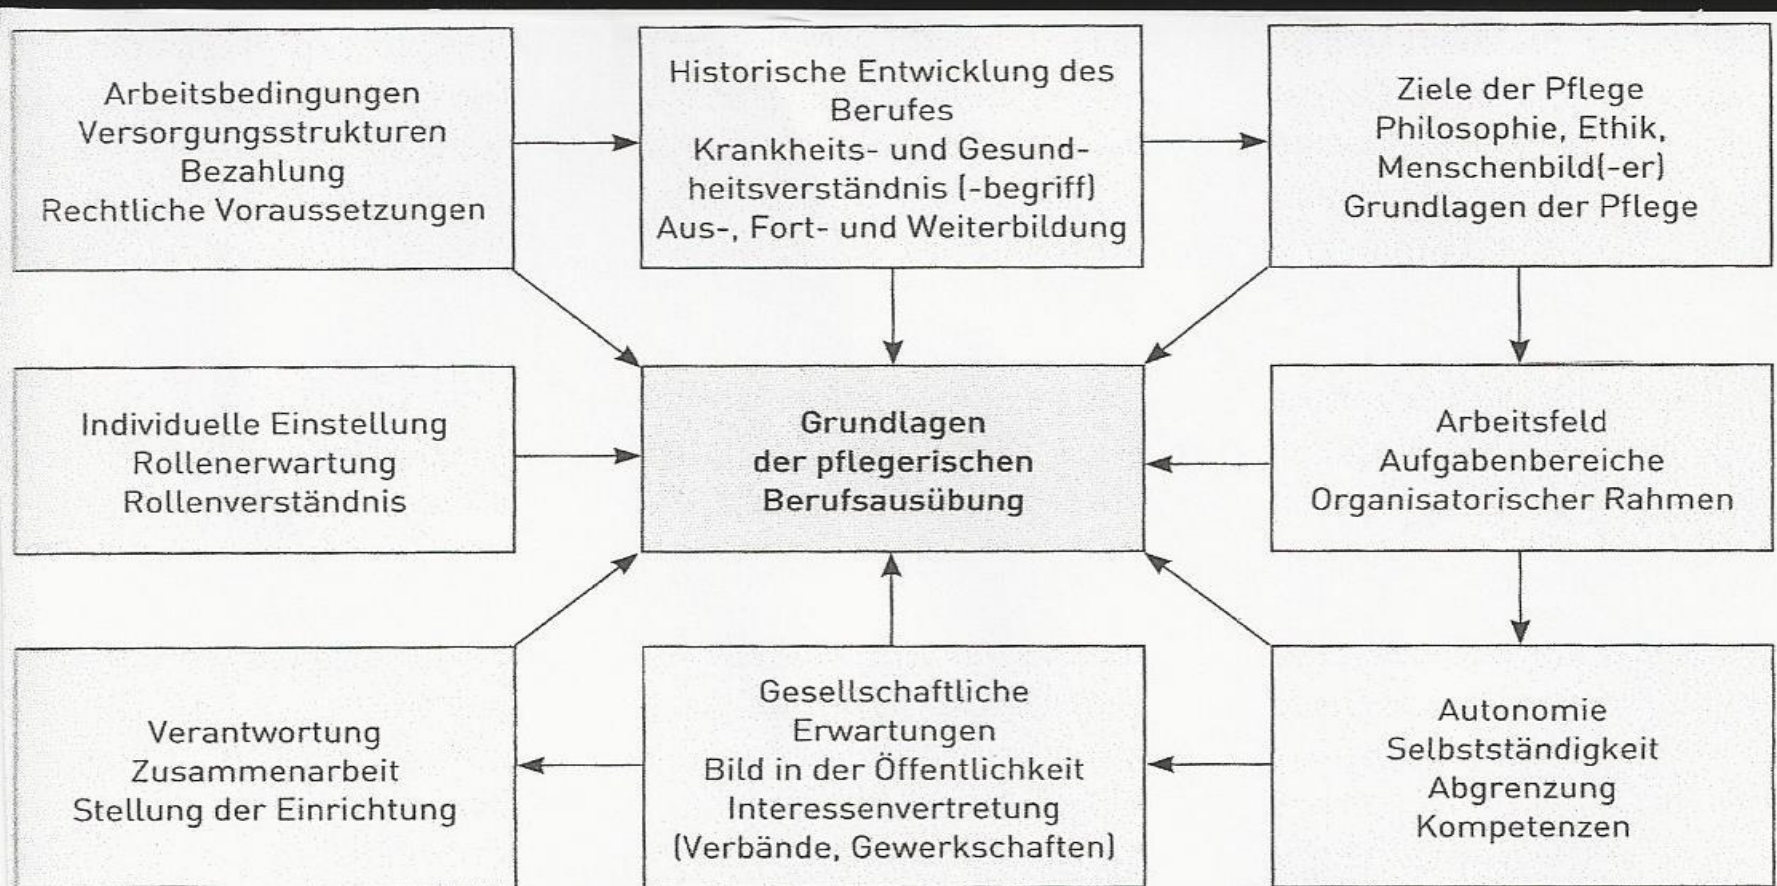 Arbeitsbedingungen
Versorgungsstrukturen
Bezahlung
Rechtliche Voraussetzungen
Historische Entwicklung des
Berufes
Krankheits- und Gesund-
heitsverständnis (-begriff)
Aus-, Fort- und Weiterbildung
Ziele der Pflege
Philosophie, Ethik,
Menschenbild(-er)
Grundlagen der Pflege
Individuelle Einstellung
Rollenerwartung
Rollenverständnis
Grundlagen
der pflegerischen
Berufsausübung
Arbeitsfeld
Aufgabenbereiche
Organisatorischer Rahmen
Verantwortung
Zusammenarbeit
Stellung der Einrichtung
Gesellschaftliche
Erwartungen
Bild in der Öffentlichkeit
Interessenvertretung
(Verbände, Gewerkschaften)
Autonomie
Selbstständigkeit
Abgrenzung
Kompetenzen